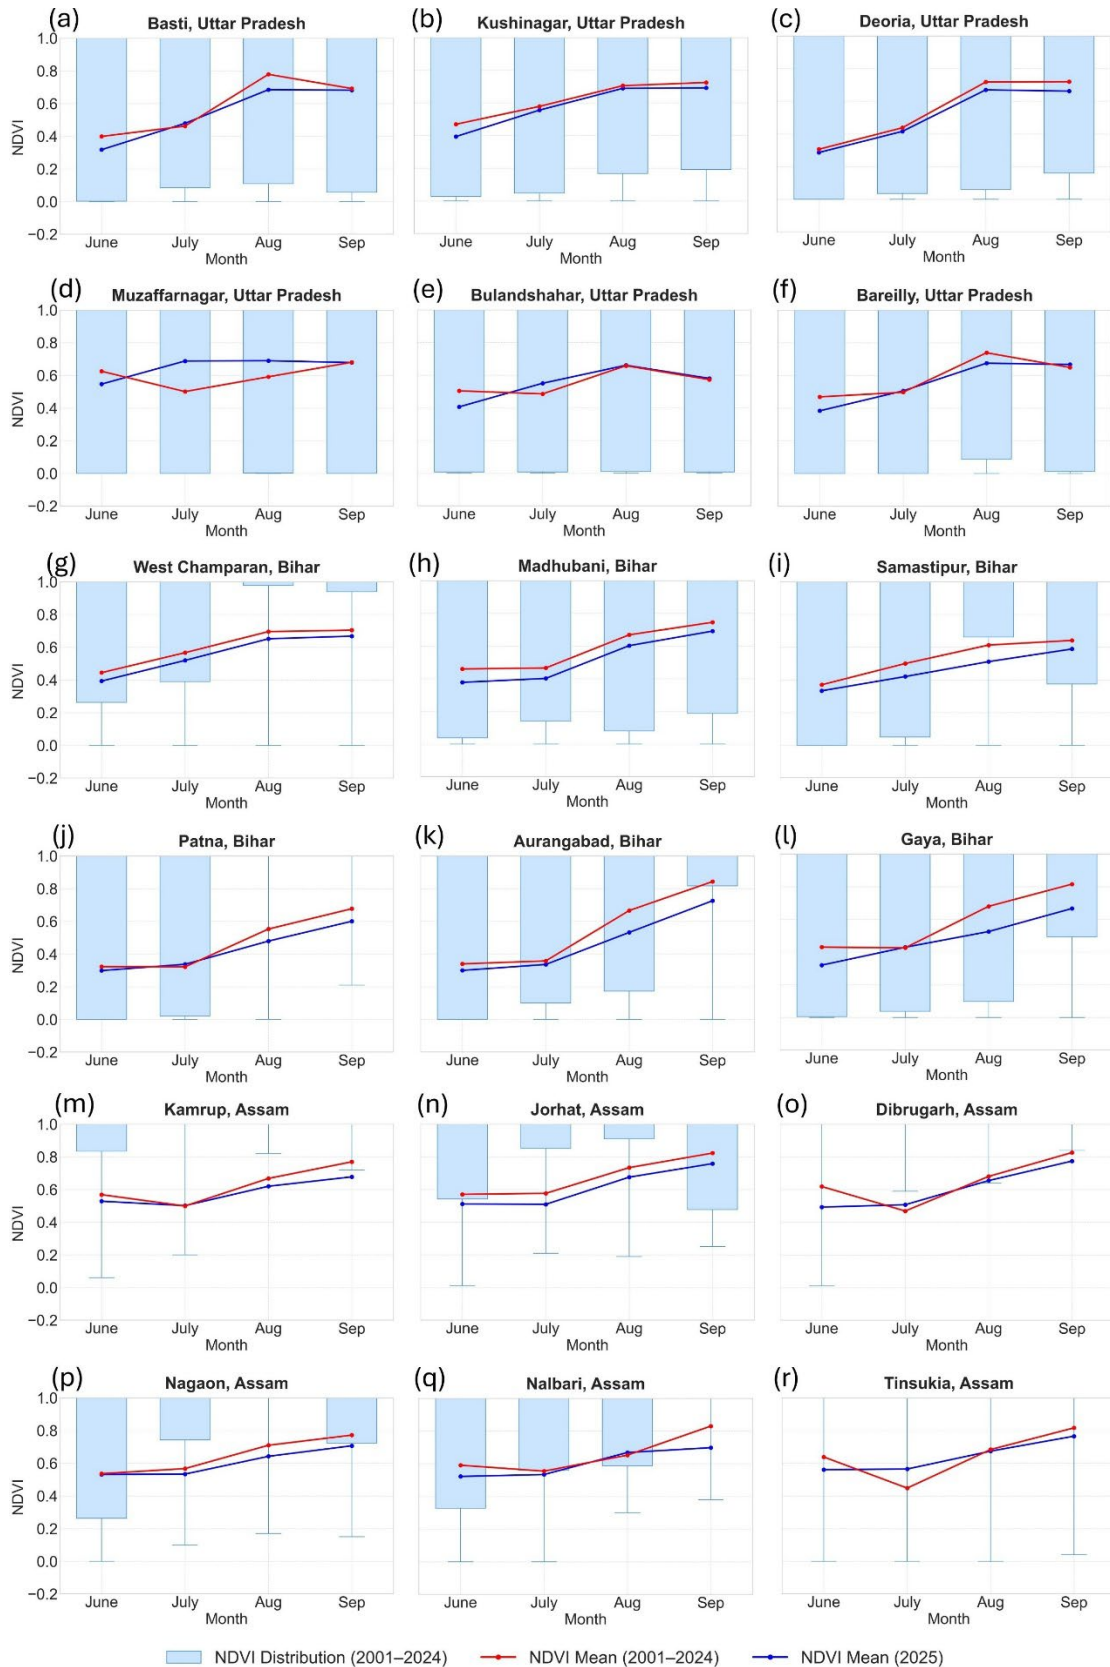 (a) Basti, Uttar Pradesh
NDVI
1.0
0.8
0.6
0.4
0.2
0.0
−0.2
June July Aug Sep
Month
(b) Kushinagar, Uttar Pradesh
June July Aug Sep
Month
(c) Deoria, Uttar Pradesh
June July Aug Sep
Month
(d) Muzaffarnagar, Uttar Pradesh
NDVI
1.0
0.8
0.6
0.4
0.2
0.0
−0.2
June July Aug Sep
Month
(e) Bulandshahar, Uttar Pradesh
June July Aug Sep
Month
(f) Bareilly, Uttar Pradesh
June July Aug Sep
Month
(g) West Champaran, Bihar
NDVI
1.0
0.8
0.6
0.4
0.2
0.0
−0.2
June July Aug Sep
Month
(h) Madhubani, Bihar
June July Aug Sep
Month
(i) Samastipur, Bihar
June July Aug Sep
Month
(j) Patna, Bihar
NDVI
1.0
0.8
0.6
0.4
0.2
0.0
−0.2
June July Aug Sep
Month
(k) Aurangabad, Bihar
June July Aug Sep
Month
(l) Gaya, Bihar
June July Aug Sep
Month
(m) Kamrup, Assam
NDVI
1.0
0.8
0.6
0.4
0.2
0.0
−0.2
June July Aug Sep
Month
(n) Jorhat, Assam
June July Aug Sep
Month
(o) Dibrugarh, Assam
June July Aug Sep
Month
(p) Nagaon, Assam
NDVI
1.0
0.8
0.6
0.4
0.2
0.0
−0.2
June July Aug Sep
Month
(q) Nalbari, Assam
June July Aug Sep
Month
(r) Tinsukia, Assam
June July Aug Sep
Month
NDVI Distribution (2001–2024) NDVI Mean (2001–2024) NDVI Mean (2025)